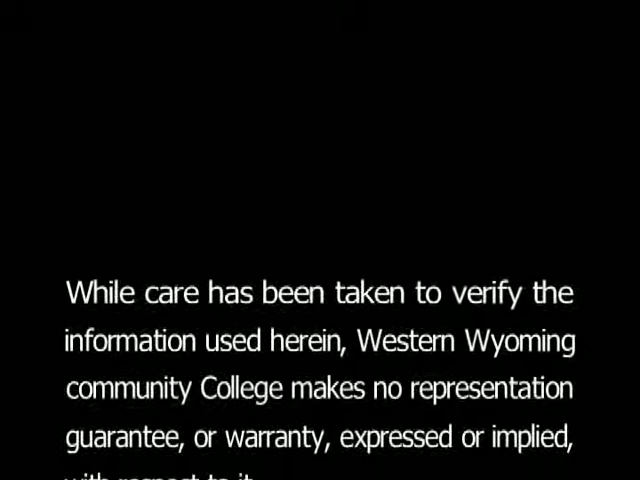 While care has been taken to verify the
information used herein, Western Wyoming
community College makes no representation
guarantee, or warranty, expressed or implied,
with respect to it